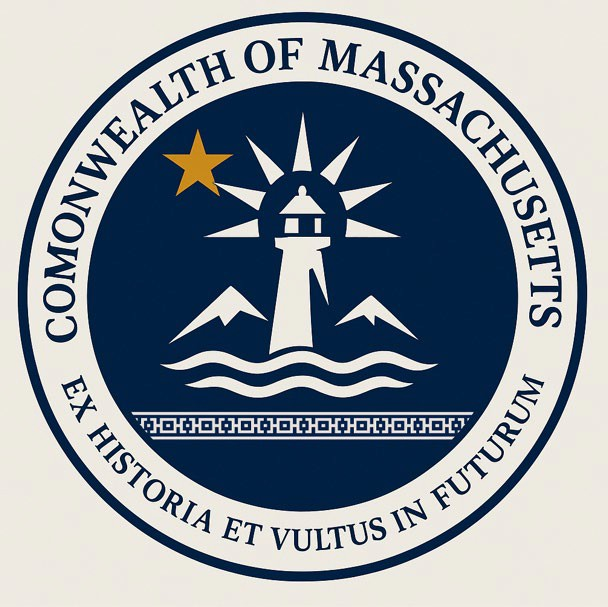 COMONWEALTH OF MASSACHUSETTS
EX HISTORIA ET VULTUS IN FUTURUM